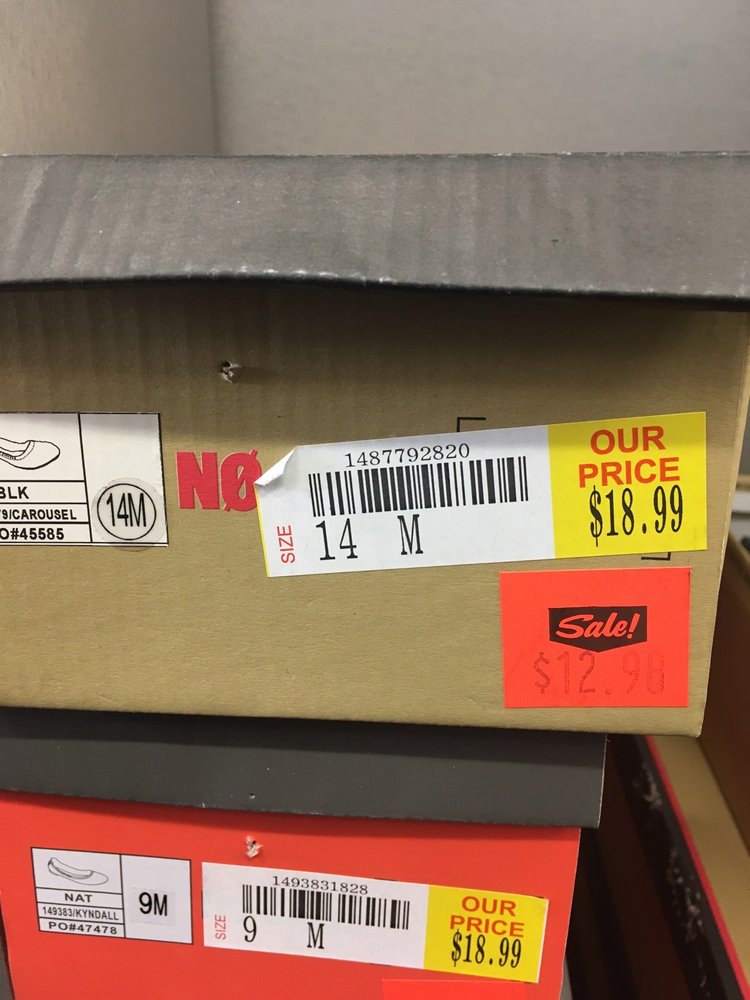 BLK
9/CAROUSEL
O#45585
14M
NØ
1487792820
SIZE
14 M
OUR
PRICE
$18.99
Sale!
$12.98
NAT
149383/KYNDALL
PO#47478
9M
1493831828
SIZE
9 M
OUR
PRICE
$18.99